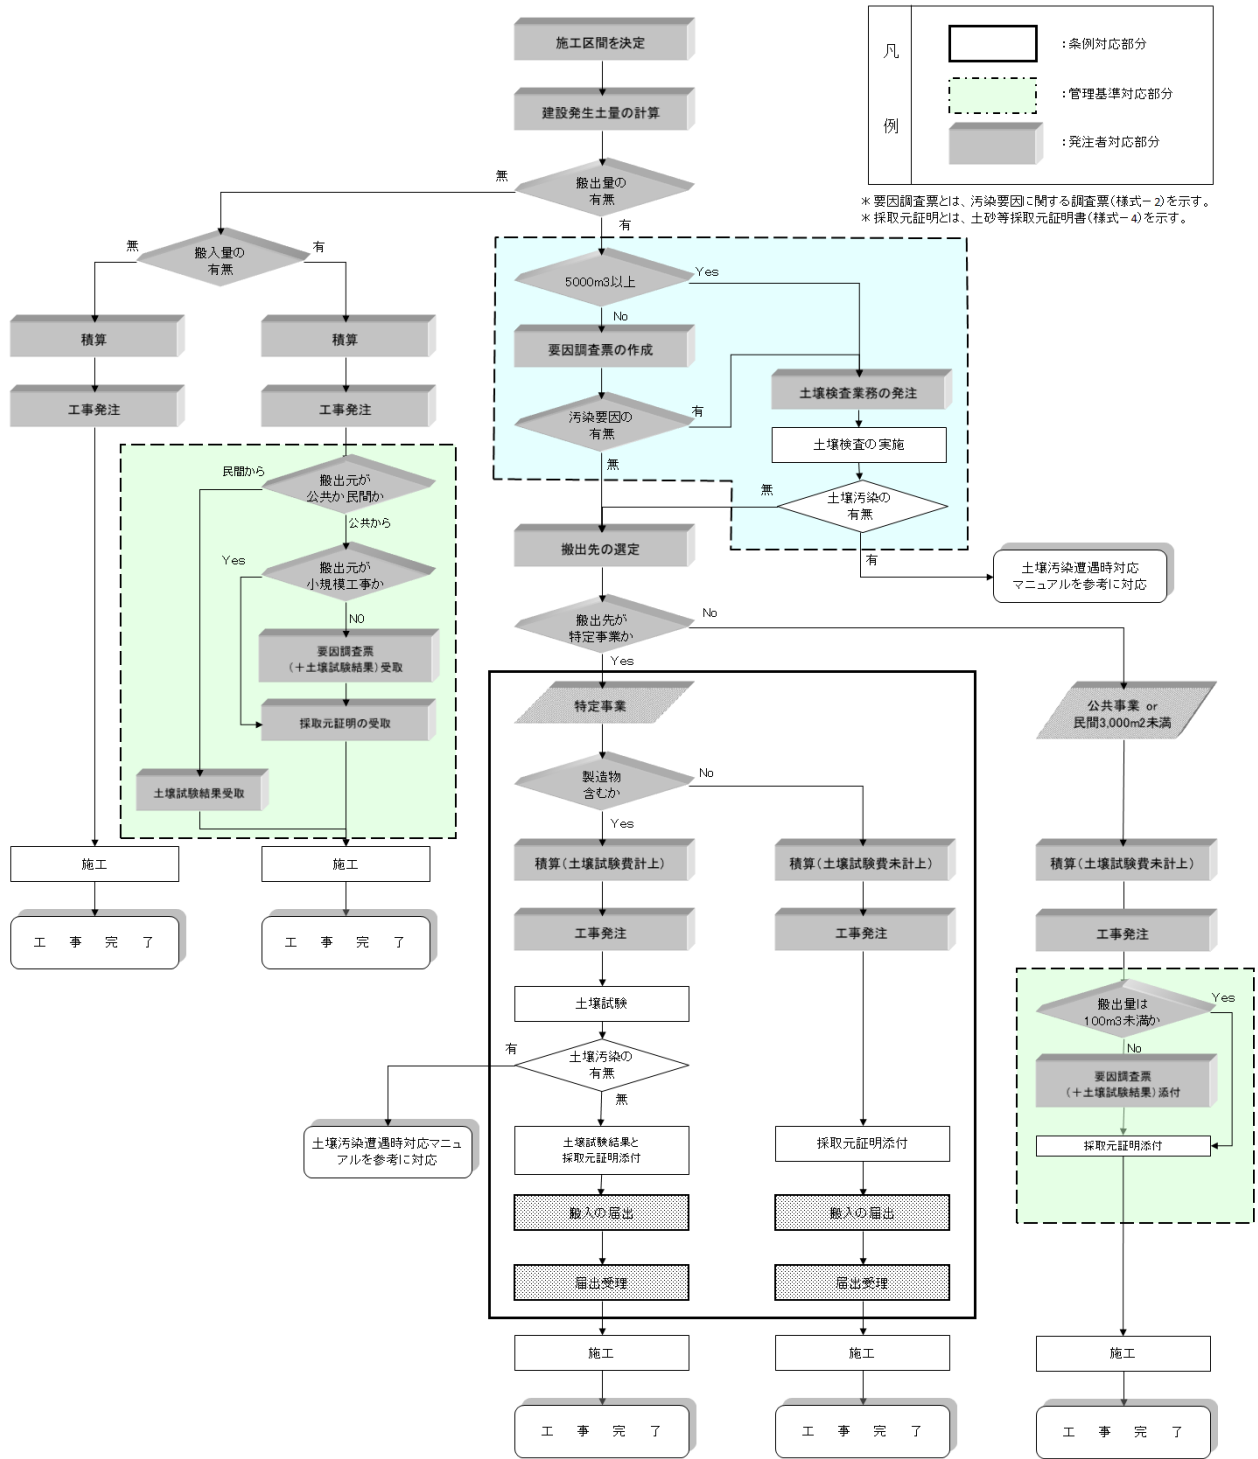 施工区間を決定
建設発生土量の計算
搬出量の
有無
無
有
凡
例
：条例対応部分
：管理基準対応部分
：発注者対応部分
＊要因調査票とは、汚染要因に関する調査票(様式－2)を示す。
＊採取元証明とは、土砂等採取元証明書(様式－4)を示す。
搬入量の
有無
無
有
積算
工事発注
積算
工事発注
搬出元が
公共か民間か
民間から
公共から
搬出元が
小規模工事か
Yes
NO
要因調査票
（＋土壌試験結果）受取
採取元証明の受取
土壌試験結果受取
施工
工　事　完　了
施工
工　事　完　了
5000m3以上
Yes
No
要因調査票の作成
汚染要因の
有無
有
無
土壌検査業務の発注
土壌検査の実施
土壌汚染の
有無
無
有
土壌汚染遭遇時対応
マニュアルを参考に対応
搬出先の選定
搬出先が
特定事業か
No
Yes
特定事業
製造物
含むか
No
Yes
積算（土壌試験費計上）
工事発注
土壌試験
土壌汚染の
有無
有
無
土壌汚染遭遇時対応マニュ
アルを参考に対応
土壌試験結果と
採取元証明添付
搬入の届出
届出受理
施工
工　事　完　了
積算（土壌試験費未計上）
工事発注
採取元証明添付
搬入の届出
届出受理
施工
工　事　完　了
公共事業 or
民間3,000m2未満
積算（土壌試験費未計上）
工事発注
搬出量は
100m3未満か
Yes
No
要因調査票
（＋土壌試験結果）添付
採取元証明添付
施工
工　事　完　了